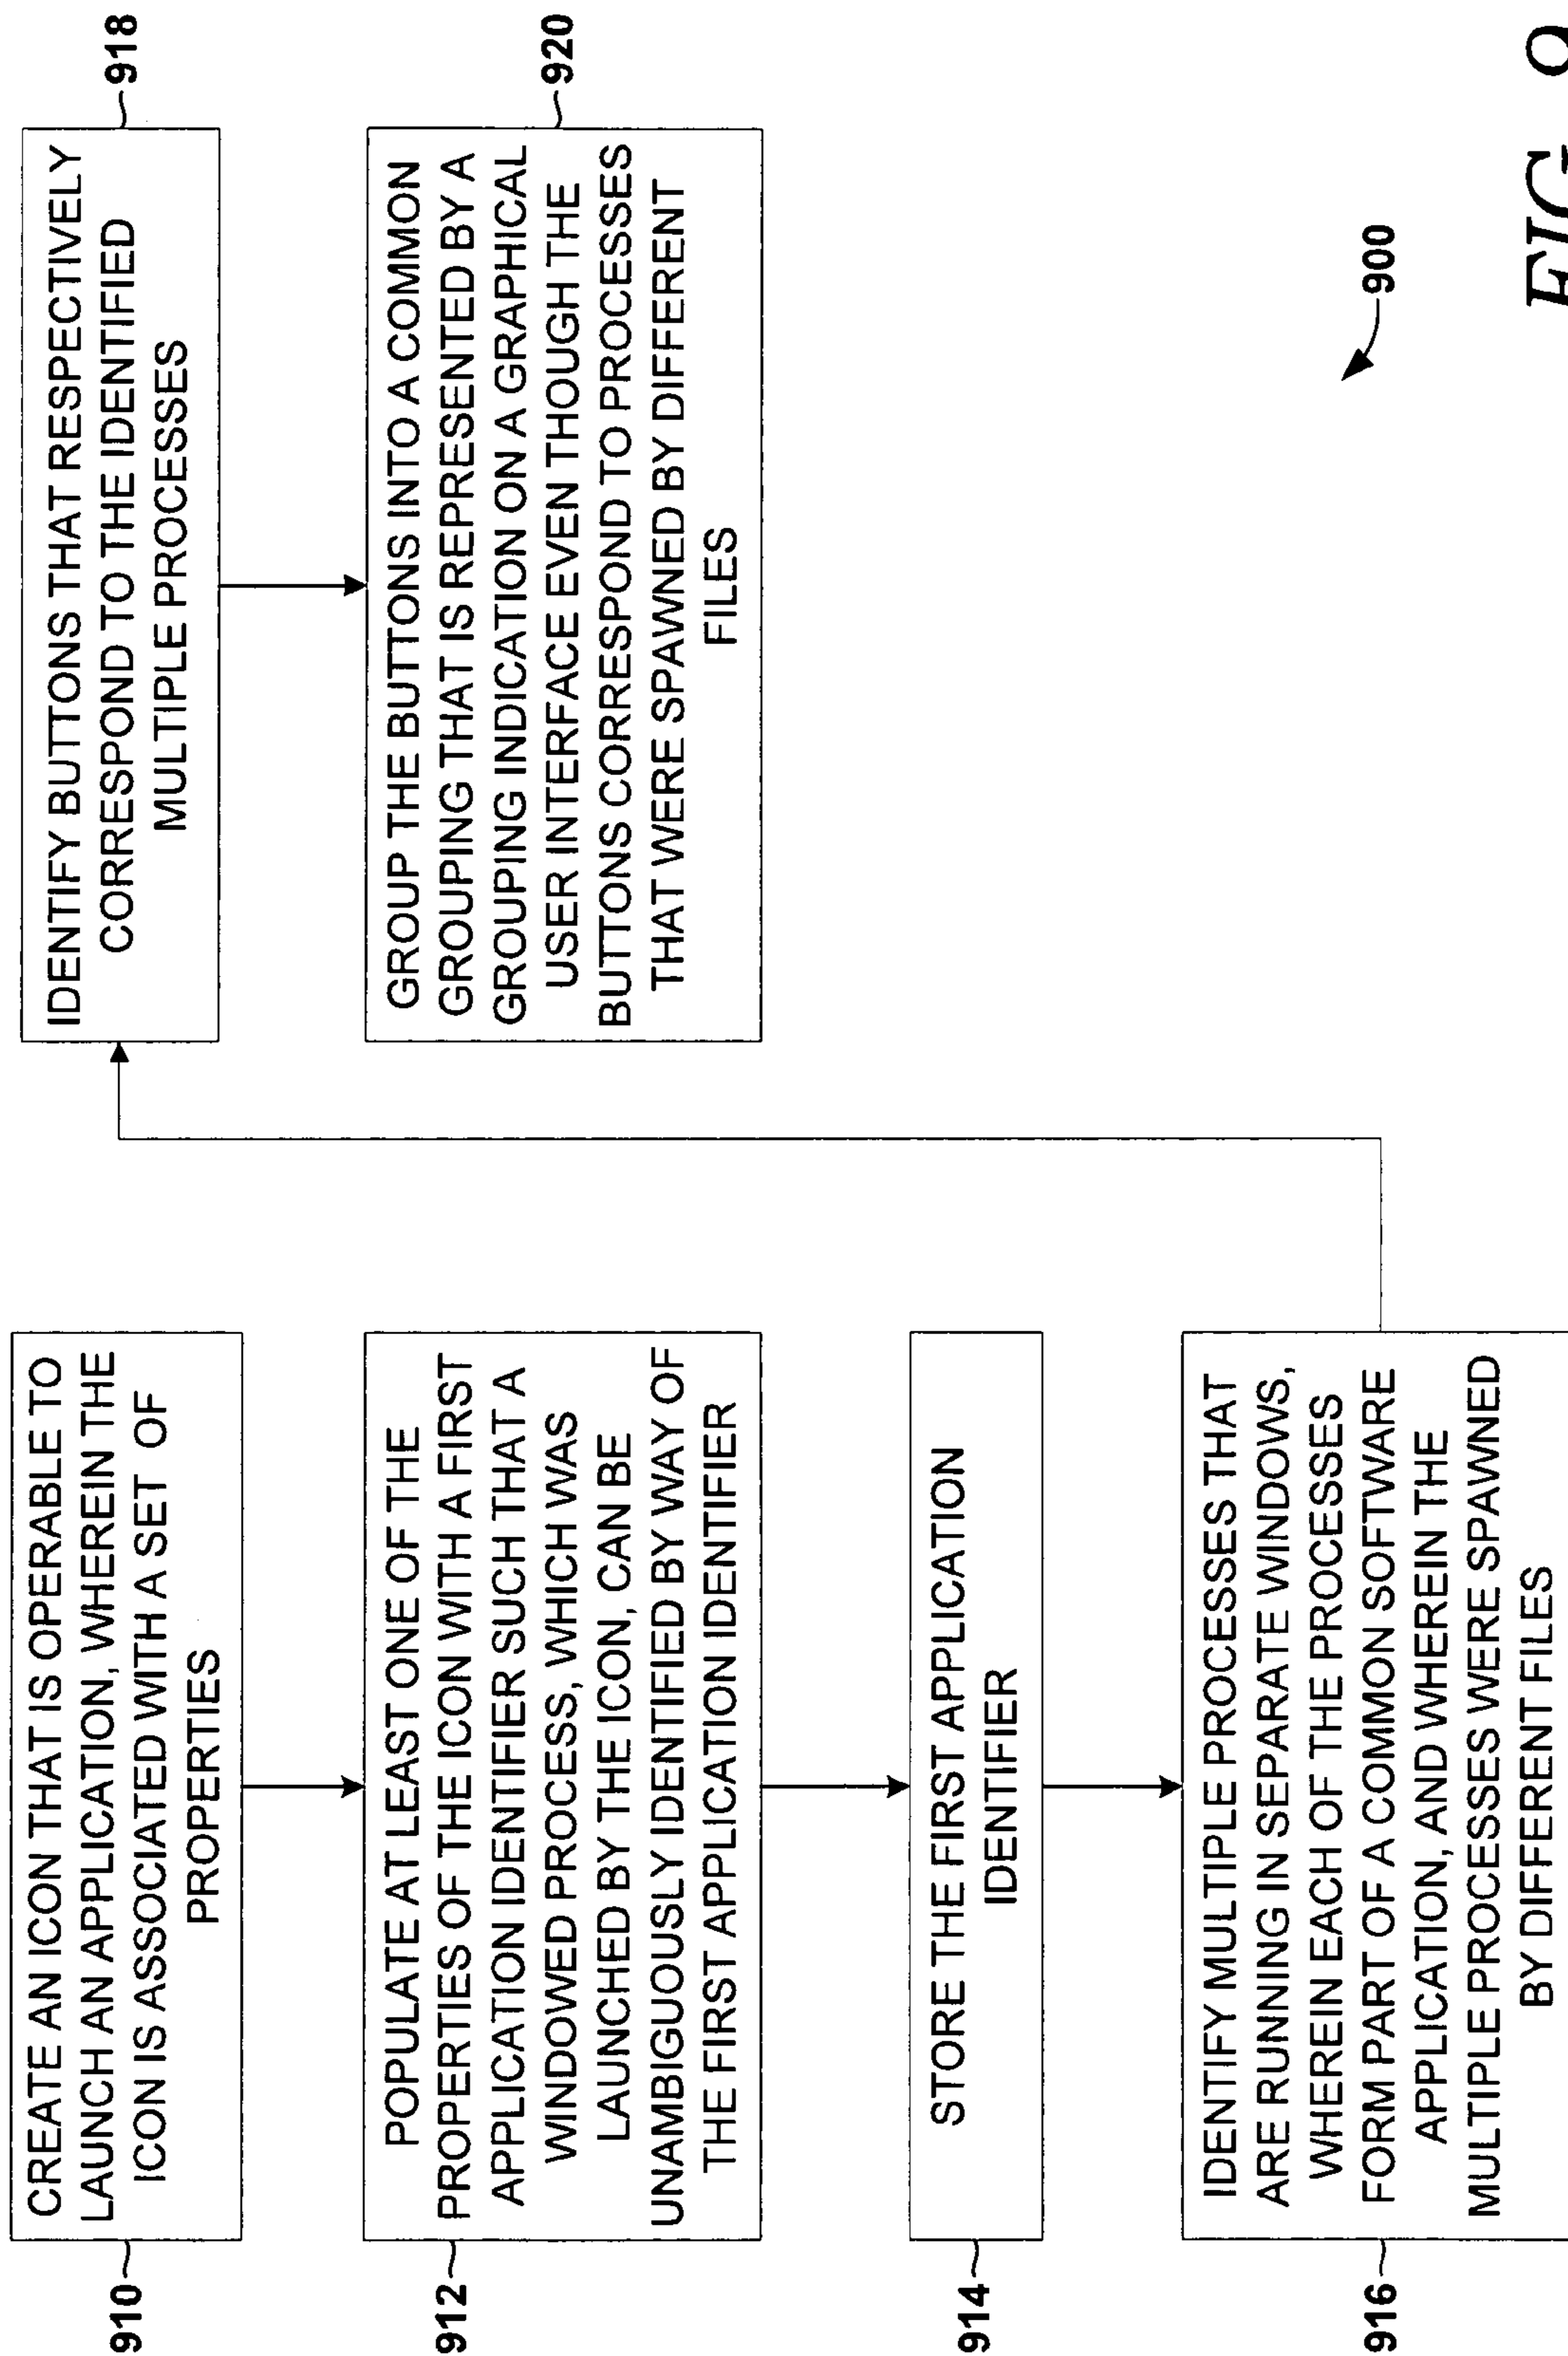 910
CREATE AN ICON THAT IS OPERABLE TO
LAUNCH AN APPLICATION, WHEREIN THE
ICON IS ASSOCIATED WITH A SET OF
PROPERTIES
912
POPULATE AT LEAST ONE OF THE
PROPERTIES OF THE ICON WITH A FIRST
APPLICATION IDENTIFIER SUCH THAT A
WINDOWED PROCESS, WHICH WAS
LAUNCHED BY THE ICON, CAN BE
UNAMBIGUOUSLY IDENTIFIED BY WAY OF
THE FIRST APPLICATION IDENTIFIER
914
STORE THE FIRST APPLICATION
IDENTIFIER
916
IDENTIFY MULTIPLE PROCESSES THAT
ARE RUNNING IN SEPARATE WINDOWS,
WHEREIN EACH OF THE PROCESSES
FORM PART OF A COMMON SOFTWARE
APPLICATION, AND WHEREIN THE
MULTIPLE PROCESSES WERE SPAWNED
BY DIFFERENT FILES
918
IDENTIFY BUTTONS THAT RESPECTIVELY
CORRESPOND TO THE IDENTIFIED
MULTIPLE PROCESSES
920
GROUP THE BUTTONS INTO A COMMON
GROUPING THAT IS REPRESENTED BY A
GROUPING INDICATION ON A GRAPHICAL
USER INTERFACE EVEN THOUGH THE
BUTTONS CORRESPOND TO PROCESSES
THAT WERE SPAWNED BY DIFFERENT
FILES
900
FIG.